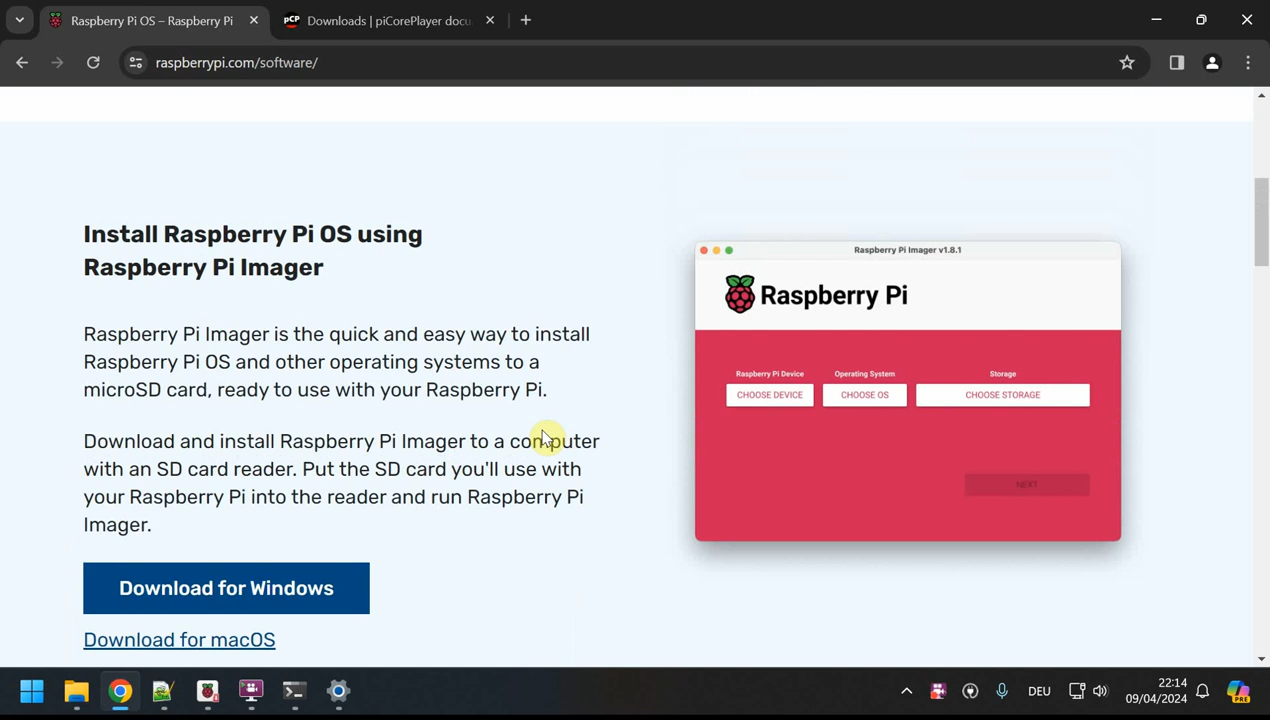 Raspberry Pi OS – Raspberry Pi
pCP
Downloads | piCorePlayer docu
raspberrypi.com/software/
Install Raspberry Pi OS using
Raspberry Pi Imager
Raspberry Pi Imager is the quick and easy way to install
Raspberry Pi OS and other operating systems to a
microSD card, ready to use with your Raspberry Pi.
Download and install Raspberry Pi Imager to a computer
with an SD card reader. Put the SD card you'll use with
your Raspberry Pi into the reader and run Raspberry Pi
Imager.
Download for Windows
Download for macOS
Raspberry Pi Imager v1.8.1
Raspberry Pi
Raspberry Pi Device
Operating System
Storage
CHOOSE DEVICE
CHOOSE OS
CHOOSE STORAGE
NEXT
DEU
22:14
09/04/2024
PRE